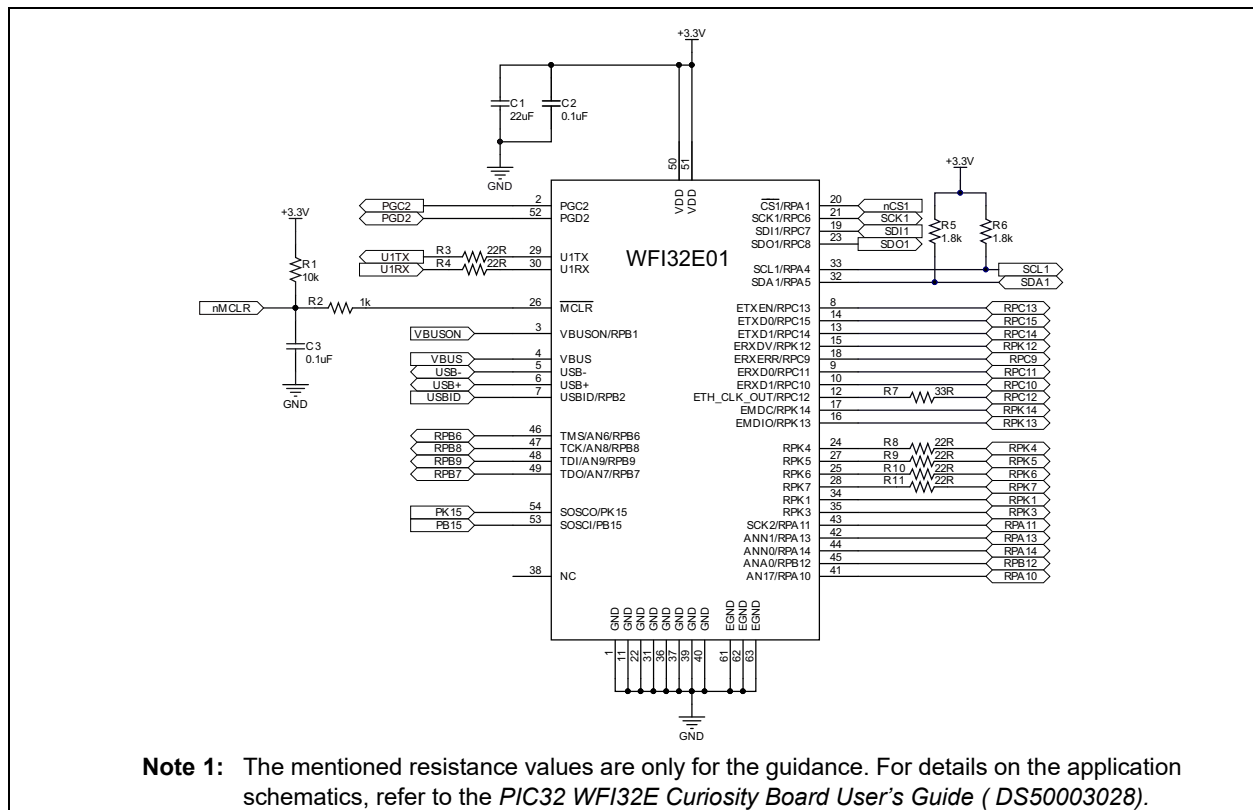 +3.3V
C1
22uF
C2
0.1uF
GND
50
51
VDD
VDD
WFI32E01
PGC2 2 PGC2
PGD2 52 PGD2
U1TX R3 22R 29 U1TX
U1RX R4 22R 30 U1RX
+3.3V
R1
10k
nMCLR R2 1k 26 MCLR
C3
0.1uF
GND
VBUSON 3 VBUSON/RPB1
VBUS 4 VBUS
USB- 5 USB-
USB+ 6 USB+
USBID 7 USBID/RPB2
RPB6 46 TMS/AN6/RPB6
RPB8 47 TCK/AN8/RPB8
RPB9 48 TDI/AN9/RPB9
RPB7 49 TDO/AN7/RPB7
PK15 54 SOSCO/PK15
PB15 53 SOSCI/PB15
38 NC
+3.3V
R5
1.8k
R6
1.8k
CS1/RPA1 20 nCS1
SCK1/RPC6 21 SCK1
SDI1/RPC7 19 SDI1
SDO1/RPC8 23 SDO1
SCL1/RPA4 33 SCL1
SDA1/RPA5 32 SDA1
ETXEN/RPC13 8 RPC13
ETXD0/RPC15 14 RPC15
ETXD1/RPC14 13 RPC14
ERXDV/RPK12 15 RPK12
ERXERR/RPC9 18 RPC9
ERXD0/RPC11 9 RPC11
ERXD1/RPC10 10 RPC10
ETH_CLK_OUT/RPC12 12 R7 33R RPC12
EMDC/RPK14 17 RPK14
EMDIO/RPK13 16 RPK13
RPK4 24 R8 22R RPK4
RPK5 27 R9 22R RPK5
RPK6 25 R10 22R RPK6
RPK7 28 R11 22R RPK7
RPK1 34 RPK1
RPK3 35 RPK3
SCK2/RPA11 43 RPA11
ANN1/RPA13 42 RPA13
ANN0/RPA14 44 RPA14
ANA0/RPB12 45 RPB12
AN17/RPA10 41 RPA10
GND GND GND GND GND GND GND GND EGND EGND EGND
1 11 22 31 36 37 39 40 61 62 63
GND
Note 1: The mentioned resistance values are only for the guidance. For details on the application
schematics, refer to the PIC32 WFI32E Curiosity Board User's Guide ( DS50003028).